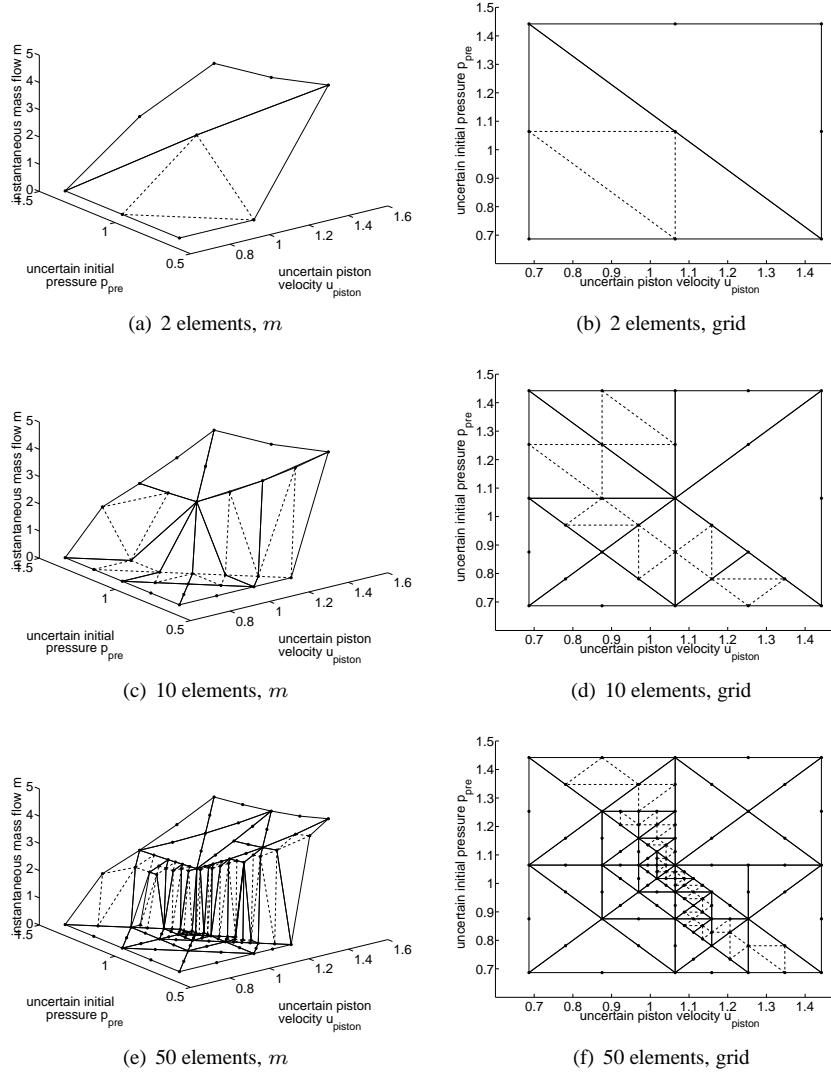 5
4
3
2
1
0
1.5
1
0.5
0.8
1
1.2
1.4
1.6
instantaneous mass flow m
uncertain initial
pressure p_pre
uncertain piston
velocity u_piston
(a) 2 elements, m
1.5
1.4
1.3
1.2
1.1
1
0.9
0.8
0.7
0.7 0.8 0.9 1 1.1 1.2 1.3 1.4
uncertain initial pressure p_pre
uncertain piston velocity u_piston
(b) 2 elements, grid
5
4
3
2
1
0
1.5
1
0.5
0.8
1
1.2
1.4
1.6
instantaneous mass flow m
uncertain initial
pressure p_pre
uncertain piston
velocity u_piston
(c) 10 elements, m
1.5
1.4
1.3
1.2
1.1
1
0.9
0.8
0.7
0.7 0.8 0.9 1 1.1 1.2 1.3 1.4
uncertain initial pressure p_pre
uncertain piston velocity u_piston
(d) 10 elements, grid
5
4
3
2
1
0
1.5
1
0.5
0.8
1
1.2
1.4
1.6
instantaneous mass flow m
uncertain initial
pressure p_pre
uncertain piston
velocity u_piston
(e) 50 elements, m
1.5
1.4
1.3
1.2
1.1
1
0.9
0.8
0.7
0.7 0.8 0.9 1 1.1 1.2 1.3 1.4
uncertain initial pressure p_pre
uncertain piston velocity u_piston
(f) 50 elements, grid